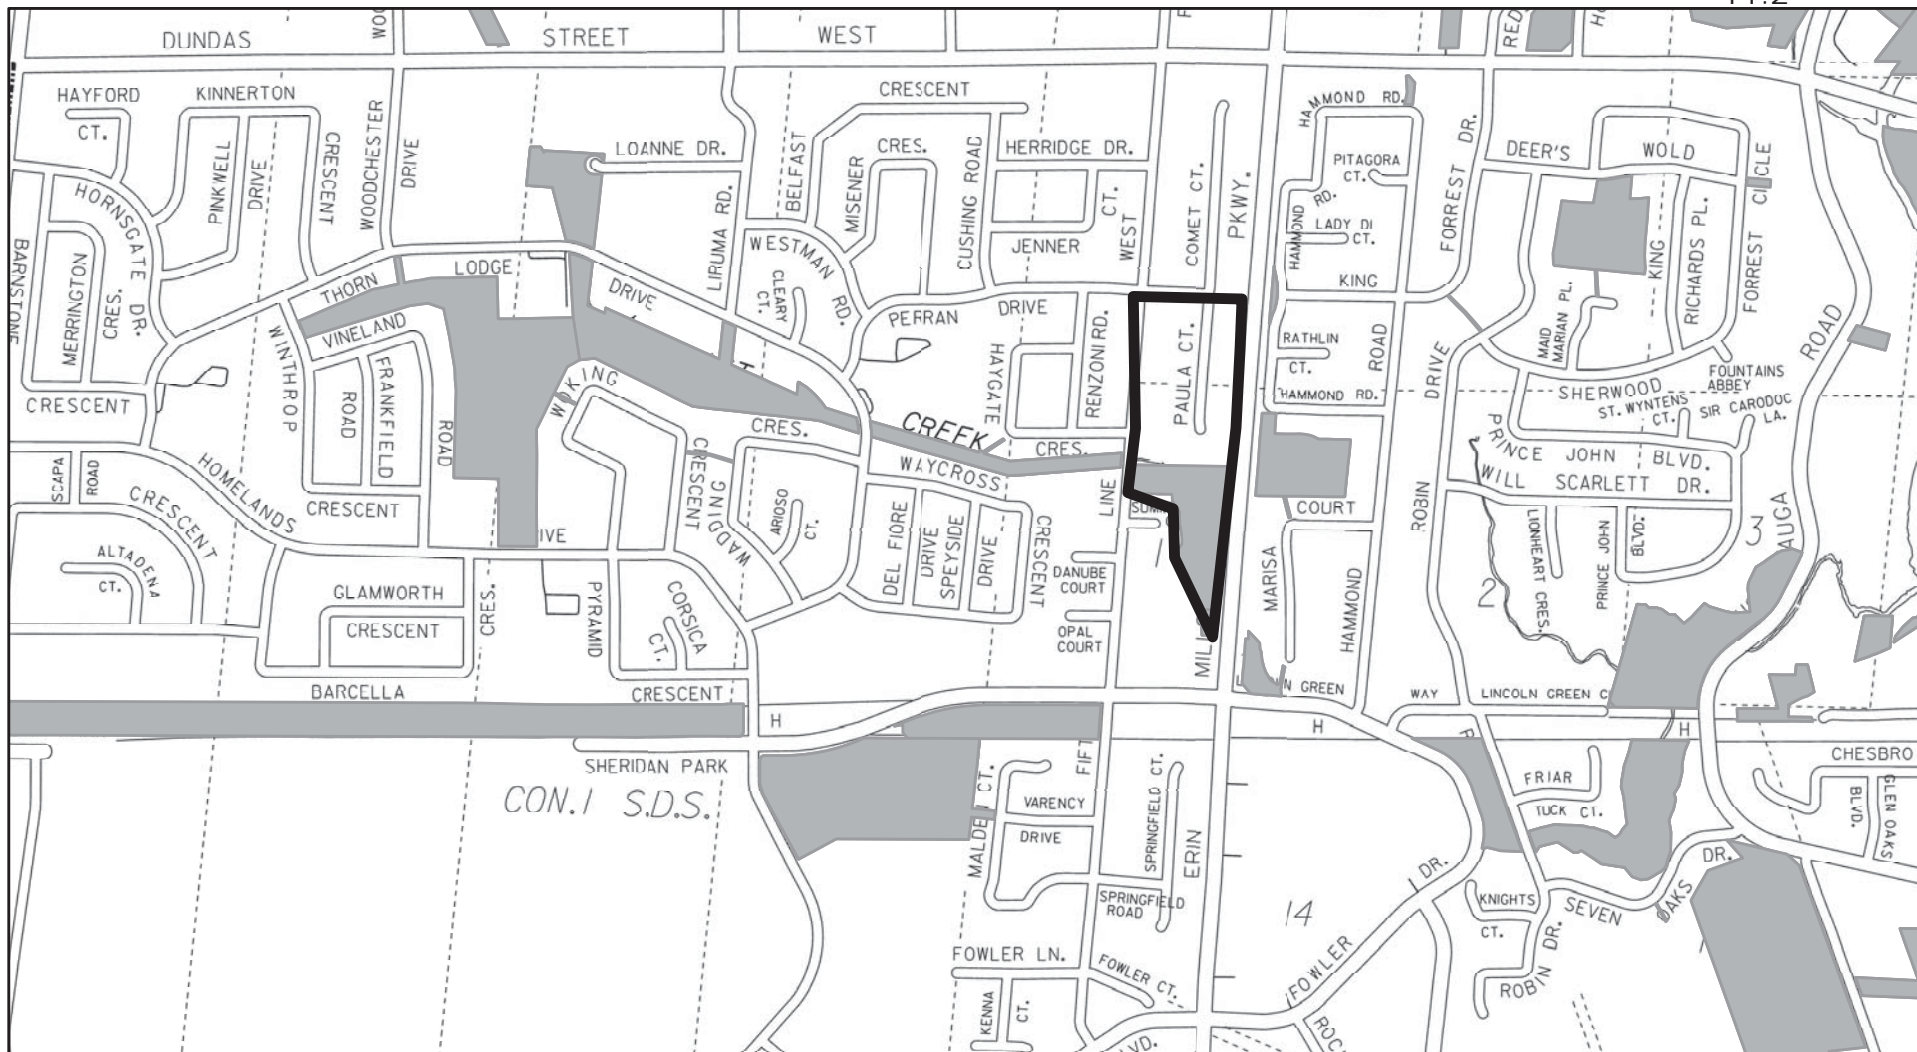 DUNDAS STREET WEST
HAYFORD CT.
KINNERTON CRESCENT
PINKWELL DRIVE
WOODCHESTER DRIVE
LOANNE DR.
LIRUMA RD.
BELFAST CRESCENT
MISENER CRES.
CUSHING ROAD
HERRIDGE DR.
JENNER CT.
WEST
COMET CT.
PKWY.
HAMMOND RD.
PITAGORA CT.
HAMMOND RD.
LADY DI CT.
KING
FORREST DR.
DEER'S WOLD
KING
RICHARDS PL.
FORREST
MAID MARIAN PL.
HORNSGATE DR.
BARNSTONE
MERRINGTON CRES.
CRESCENT
THORN LODGE DRIVE
VINELAND ROAD
WINTHROP CRESCENT
FRANKFIELD ROAD
WESTMAN RD.
CLEARY CT.
PEFRAN DRIVE
RENZONI RD.
HAYGATE CRES.
PAULA CT.
RATHLIN CT.
HAMMOND RD.
ROAD
DRIVE
SHERWOOD
FOUNTAINS ABBEY
ST. WYNTENS CT.
SIR CARODUC LA.
PRINCE JOHN BLVD.
WILL SCARLETT DR.
ROAD
WOKING CRESCENT
CREEK
CRES.
WAYCROSS CRESCENT
SCAPA ROAD
HOMELANDS
CRESCENT
ALTADENA CT.
GLAMWORTH CRESCENT
CRES.
PYRAMID CRESCENT
CORSICA CT.
WADDING
ARIOSO CT.
DEL FIORE DRIVE
SPEYSIDE DRIVE
LINE
DANUBE COURT
OPAL COURT
MARISA COURT
HAMMOND
ROBIN
LIONHEART CRES.
PRINCE JOHN BLVD.
2
3
BARCELLA
LINCOLN GREEN
WAY
H
H
H
SHERIDAN PARK
CON.1 S.D.S.
VARENCY DRIVE
SPRINGFIELD CT.
SPRINGFIELD ROAD
ERIN
14
FOWLER LN.
FOWLER CT.
KENNA CT.
FOWLER DR.
FRIAR TUCK CT.
KNIGHTS CT.
ROBIN DR.
SEVEN OAKS DR.
CHESBRO
GLEN OAKS BLVD.